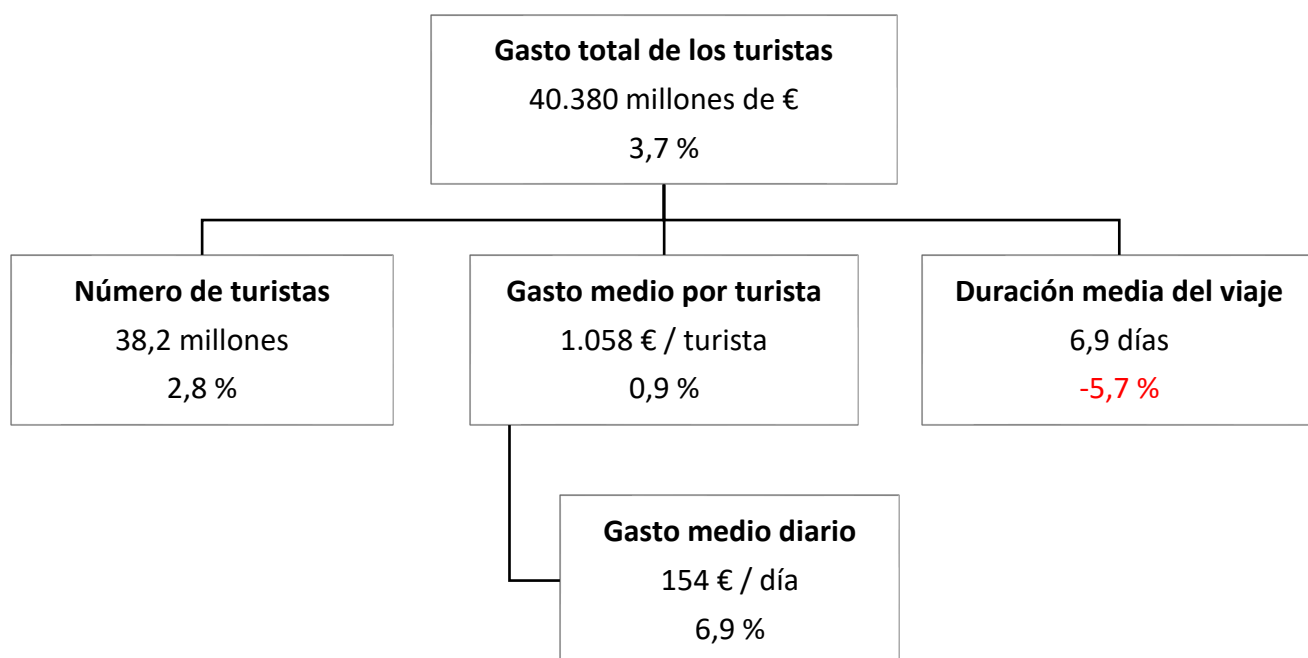 Gasto total de los turistas
40.380 millones de €
3,7 %
Número de turistas
38,2 millones
2,8 %
Gasto medio por turista
1.058 € / turista
0,9 %
Duración media del viaje
6,9 días
-5,7 %
Gasto medio diario
154 € / día
6,9 %